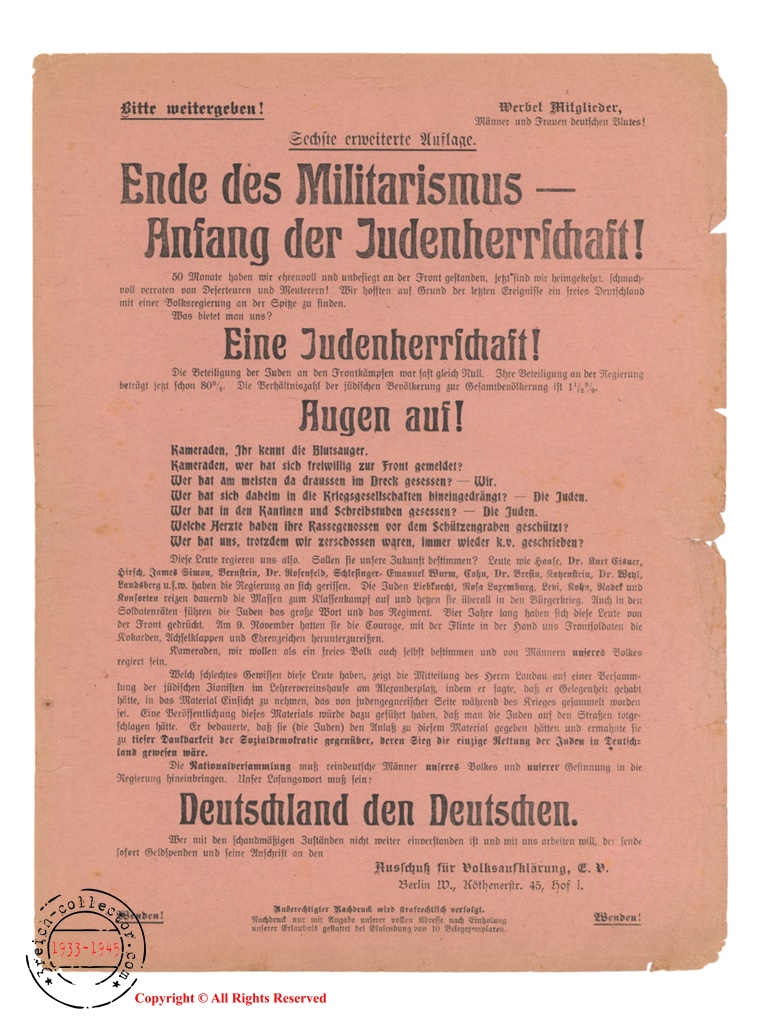 Bitte weitergeben!
Werbet Mitglieder,
Männer und Frauen deutschen Blutes!
Sechste erweiterte Auflage.
Ende des Militarismus —
Anfang der Judenherrschaft!
50 Monate haben wir ehrenvoll und unbesiegt an der Front gestanden, jetzt sind wir heimgekehrt, schmach-
voll verraten von Deserteuren und Meuterern! Wir hofften auf Grund der letzten Ereignisse ein freies Deutschland
mit einer Volksregierung an der Spitze zu finden.
Was bietet man uns?
Eine Judenherrschaft!
Die Beteiligung der Juden an den Frontkämpfen war fast gleich Null. Ihre Beteiligung an der Regierung
beträgt jetzt schon 80%. Die Verhältniszahl der jüdischen Bevölkerung zur Gesamtbevölkerung ist 1½%.
Augen auf!
Kameraden, Ihr kennt die Blutsauger.
Kameraden, wer hat sich freiwillig zur Front gemeldet?
Wer hat am meisten da draussen im Dreck gesessen? — Wir.
Wer hat sich daheim in die Kriegsgesellschaften hineingedrängt? — Die Juden.
Wer hat in den Kantinen und Schreibstuben gesessen? — Die Juden.
Welche Aerzte haben ihre Rassegenossen vor dem Schützengraben geschützt?
Wer hat uns, trotzdem wir zerschossen waren, immer wieder k.v. geschrieben?
Diese Leute regieren uns also. Sollen sie unsere Zukunft bestimmen? Leute wie Haase, Dr. Kurt Eisner,
Hirsch, James Simon, Bernstein, Dr. Rosenfeld, Schlesinger, Emanuel Wurm, Cohn, Dr. Bresin, Katzenstein, Dr. Weyl,
Landsberg u.s.w. haben die Regierung an sich gerissen. Die Juden Liebknecht, Rosa Luxemburg, Levi, Kohn, Radek und
Konsorten reizen dauernd die Massen zum Klassenkampf auf und hetzen sie überall in den Bürgerkrieg. Auch in den
Soldatenräten führen die Juden das große Wort und das Regiment. Vier Jahre lang haben sich diese Leute von
der Front gedrückt. Am 9. November hatten sie die Courage, mit der Flinte in der Hand uns Frontsoldaten die
Kokarden, Achselklappen und Ehrenzeichen herunterzureißen.
Kameraden, wir wollen als ein freies Volk auch selbst bestimmen und von Männern unseres Volkes
regiert sein.
Welch schlechtes Gewissen diese Leute haben, zeigt die Mitteilung des Herrn Landau auf einer Versamm-
lung der jüdischen Zionisten im Lehrervereinshause am Alexanderplatz, indem er sagte, daß er Gelegenheit gehabt
hätte, in das Material Einsicht zu nehmen, das von judengegnerischer Seite während des Krieges gesammelt worden
sei. Eine Veröffentlichung dieses Materials würde dazu geführt haben, daß man die Juden auf den Straßen totge-
schlagen hätte. Er bedauerte, daß sie (die Juden) den Anlaß zu diesem Material gegeben hätten und ermahnte sie
zu tiefer Dankbarkeit der Sozialdemokratie gegenüber, deren Sieg die einzige Rettung der Juden in Deutsch-
land gewesen wäre.
Die Nationalversammlung muß reindeutsche Männer unseres Volkes und unserer Gesinnung in die
Regierung hineinbringen. Unser Losungswort muß sein:
Deutschland den Deutschen.
Wer mit den schandmäßigen Zuständen nicht weiter einverstanden ist und mit uns arbeiten will, der sende
sofort Geldspenden und seine Anschrift an den
Ausschuß für Volksaufklärung, E. V.
Berlin W., Köthenerstr. 45, Hof I.
Wenden!
Unberechtigter Nachdruck wird strafrechtlich verfolgt.
Nachdruck nur mit Angabe unserer vollen Adresse nach Einholung
unserer Erlaubnis gestattet bei Einsendung von 10 Belegexemplaren.
Wenden!
3reich-collector.com
1933-1945
Copyright © All Rights Reserved